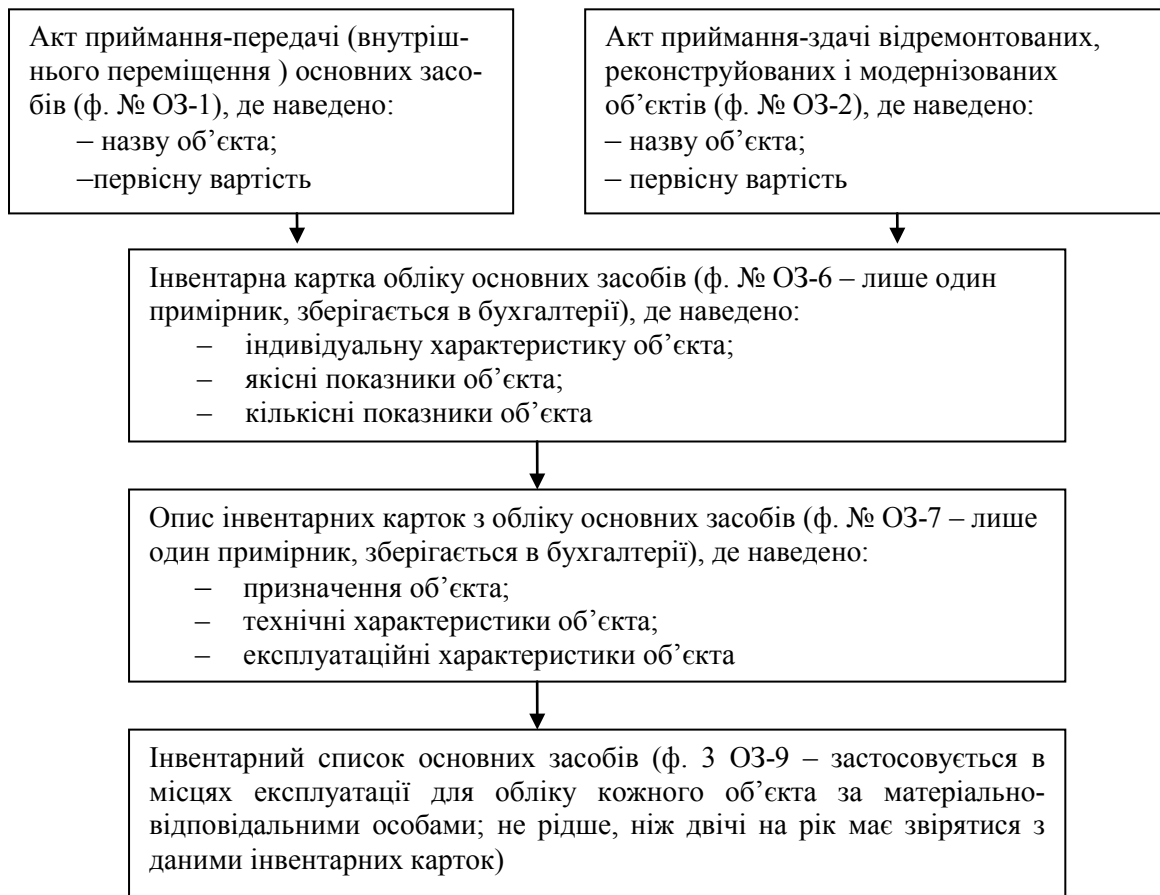 Акт приймання-передачі (внутріш-
нього переміщення ) основних засо-
бів (ф. № ОЗ-1), де наведено:
– назву об’єкта;
–первісну вартість
Акт приймання-здачі відремонтованих,
реконструйованих і модернізованих
об’єктів (ф. № ОЗ-2), де наведено:
– назву об’єкта;
– первісну вартість
Інвентарна картка обліку основних засобів (ф. № ОЗ-6 – лише один
примірник, зберігається в бухгалтерії), де наведено:
– індивідуальну характеристику об’єкта;
– якісні показники об’єкта;
– кількісні показники об’єкта
Опис інвентарних карток з обліку основних засобів (ф. № ОЗ-7 – лише
один примірник, зберігається в бухгалтерії), де наведено:
– призначення об’єкта;
– технічні характеристики об’єкта;
– експлуатаційні характеристики об’єкта
Інвентарний список основних засобів (ф. З ОЗ-9 – застосовується в
місцях експлуатації для обліку кожного об’єкта за матеріально-
відповідальними особами; не рідше, ніж двічі на рік має звірятися з
даними інвентарних карток)